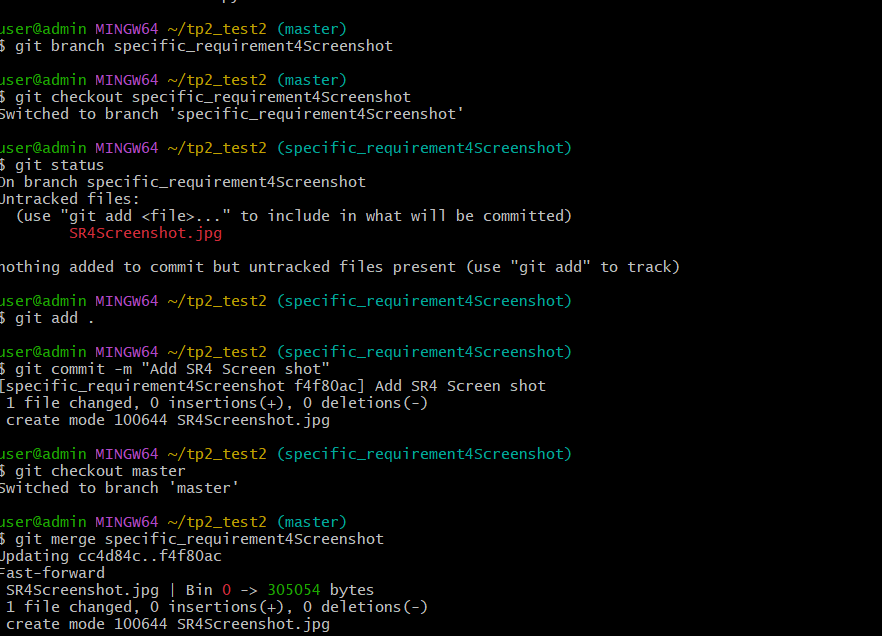 user@admin MINGW64 ~/tp2_test2 (master)
$ git branch specific_requirement4Screenshot
user@admin MINGW64 ~/tp2_test2 (master)
$ git checkout specific_requirement4Screenshot
Switched to branch 'specific_requirement4Screenshot'
user@admin MINGW64 ~/tp2_test2 (specific_requirement4Screenshot)
$ git status
On branch specific_requirement4Screenshot
Untracked files:
  (use "git add <file>..." to include in what will be committed)
        SR4Screenshot.jpg
nothing added to commit but untracked files present (use "git add" to track)
user@admin MINGW64 ~/tp2_test2 (specific_requirement4Screenshot)
$ git add .
user@admin MINGW64 ~/tp2_test2 (specific_requirement4Screenshot)
$ git commit -m "Add SR4 Screen shot"
[specific_requirement4Screenshot f4f80ac] Add SR4 Screen shot
 1 file changed, 0 insertions(+), 0 deletions(-)
 create mode 100644 SR4Screenshot.jpg
user@admin MINGW64 ~/tp2_test2 (specific_requirement4Screenshot)
$ git checkout master
Switched to branch 'master'
user@admin MINGW64 ~/tp2_test2 (master)
$ git merge specific_requirement4Screenshot
Updating cc4d84c..f4f80ac
Fast-forward
 SR4Screenshot.jpg | Bin 0 -> 305054 bytes
 1 file changed, 0 insertions(+), 0 deletions(-)
 create mode 100644 SR4Screenshot.jpg